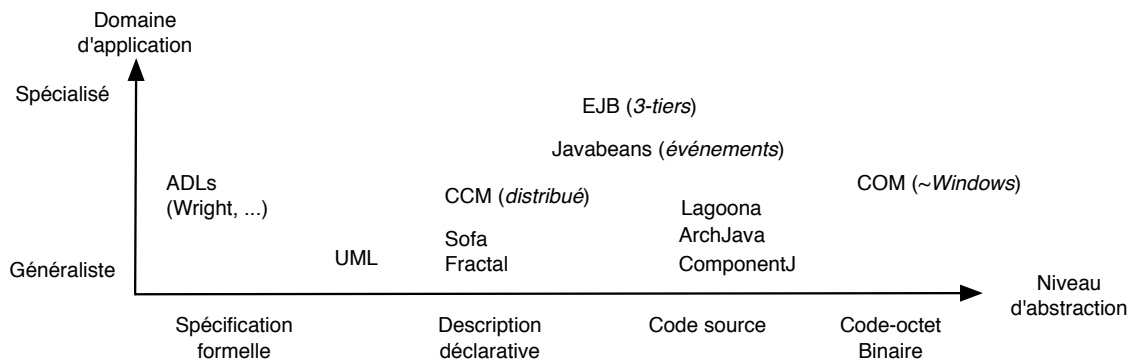 Domaine
d'application
Spécialisé
EJB (3-tiers)
Javabeans (événements)
ADLs
(Wright, ...)
CCM (distribué)
COM (~Windows)
Lagoona
Sofa
ArchJava
UML
Fractal
ComponentJ
Généraliste
Niveau
d'abstraction
Spécification
formelle
Description
déclarative
Code source
Code-octet
Binaire